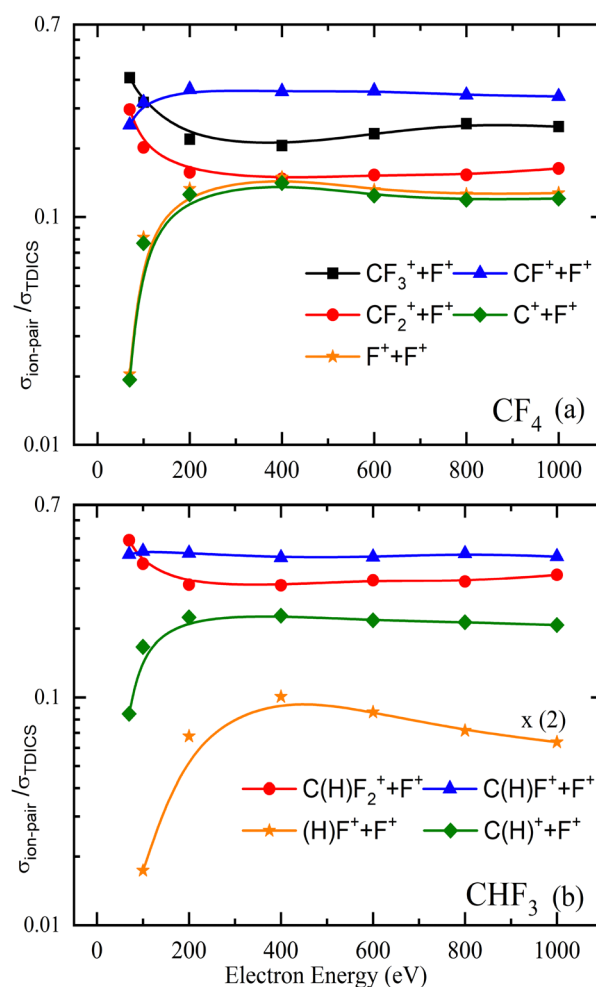 0.7
0.1
0.01
σion-pair /σTDICS
CF₃⁺+F⁺ CF⁺+F⁺
CF₂⁺+F⁺ C⁺+F⁺
F⁺+F⁺
CF₄ (a)
0 200 400 600 800 1000
0.7
0.1
0.01
σion-pair /σTDICS
x (2)
C(H)F₂⁺+F⁺ C(H)F⁺+F⁺
(H)F⁺+F⁺ C(H)⁺+F⁺
CHF₃ (b)
0 200 400 600 800 1000
Electron Energy (eV)